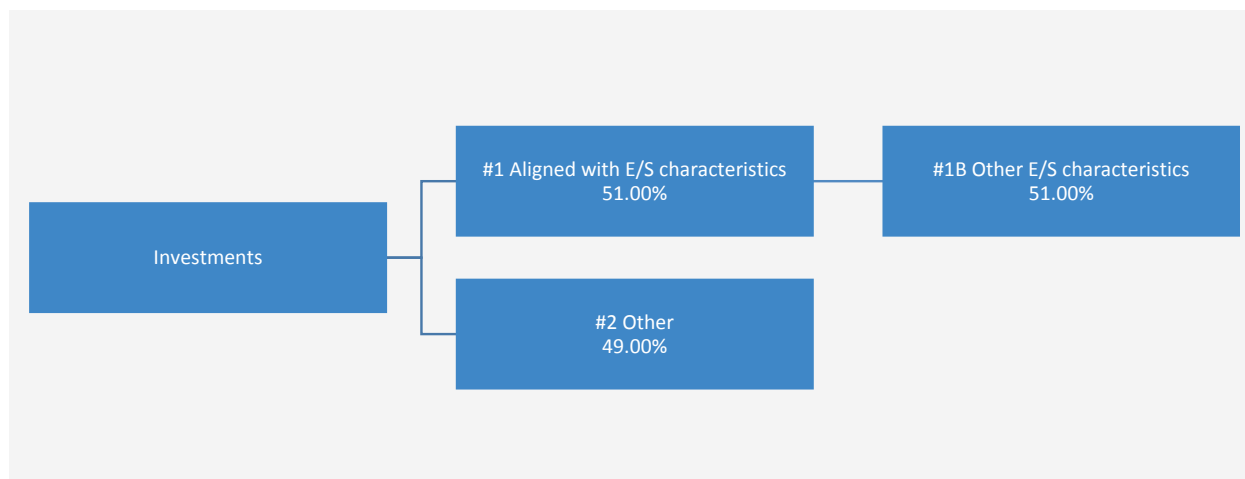 Investments
#1 Aligned with E/S characteristics
51.00%
#1B Other E/S characteristics
51.00%
#2 Other
49.00%